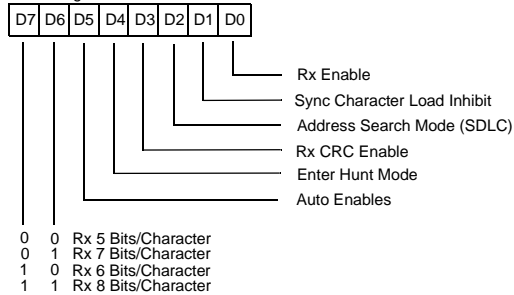 D7 D6 D5 D4 D3 D2 D1 D0
Rx Enable
Sync Character Load Inhibit
Address Search Mode (SDLC)
Rx CRC Enable
Enter Hunt Mode
Auto Enables
0 0 Rx 5 Bits/Character
0 1 Rx 7 Bits/Character
1 0 Rx 6 Bits/Character
1 1 Rx 8 Bits/Character